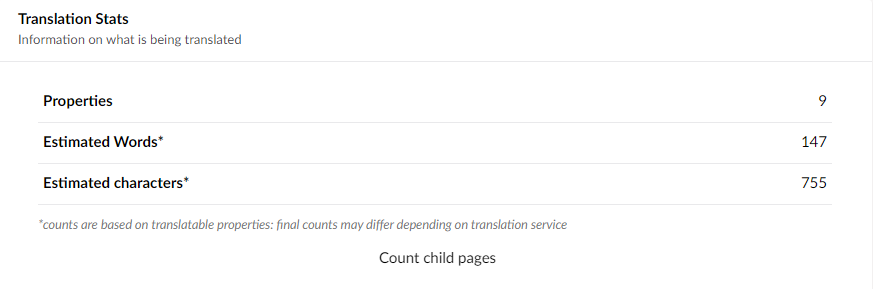 Translation Stats
Information on what is being translated
Properties 9
Estimated Words* 147
Estimated characters* 755
*counts are based on translatable properties: final counts may differ depending on translation service
Count child pages